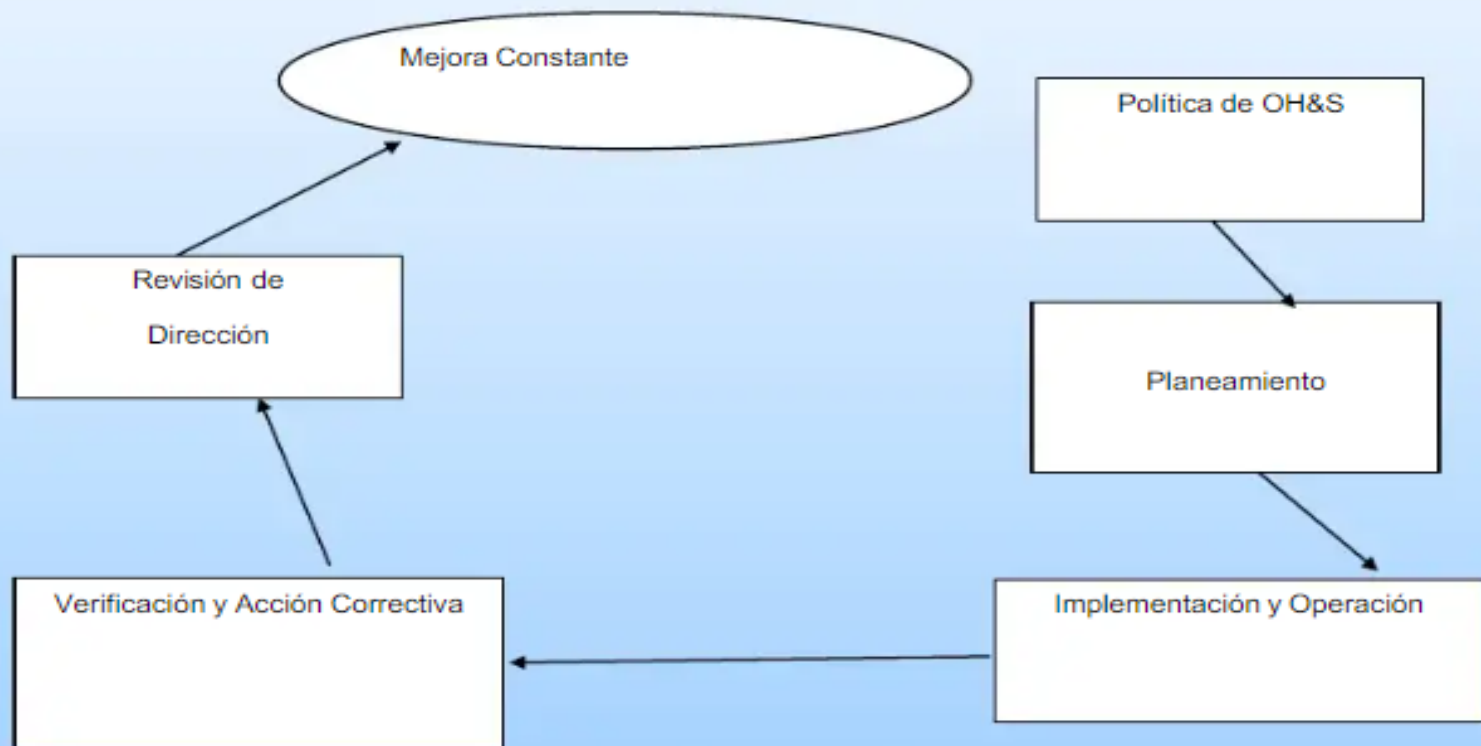 Mejora Constante
Política de OH&S
Revisión de
Dirección
Planeamiento
Verificación y Acción Correctiva
Implementación y Operación